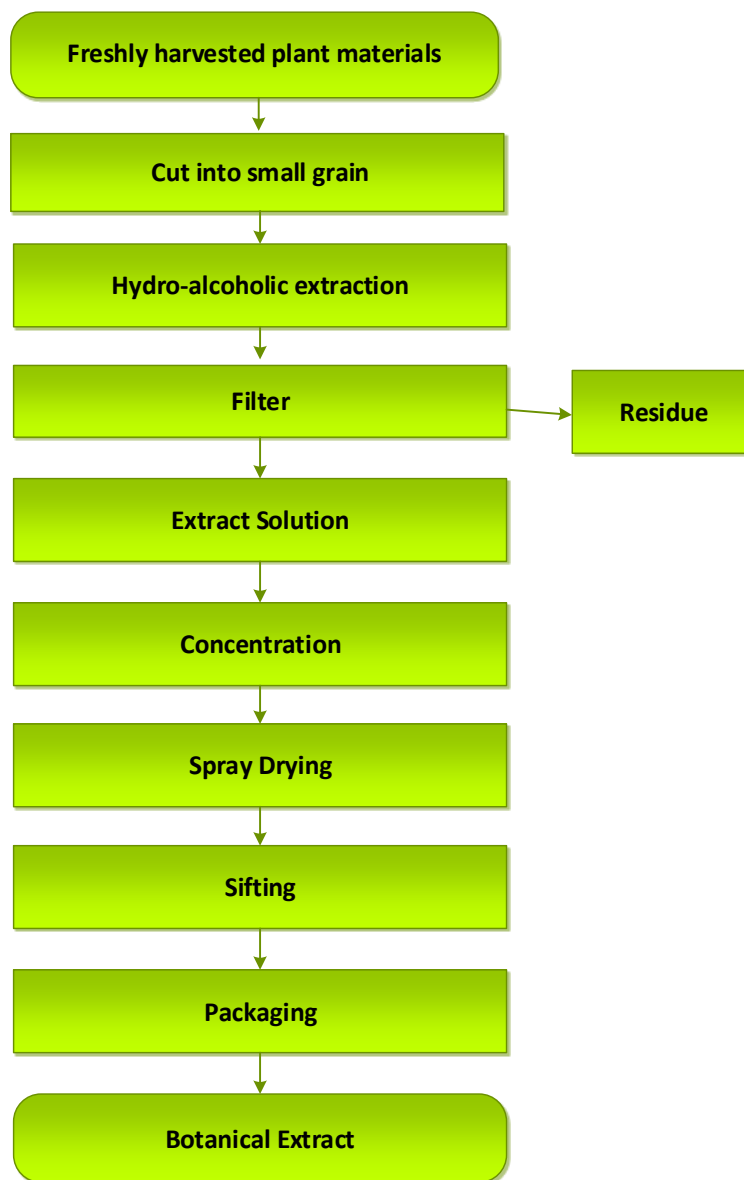 Freshly harvested plant materials
Cut into small grain
Hydro-alcoholic extraction
Filter
Residue
Extract Solution
Concentration
Spray Drying
Sifting
Packaging
Botanical Extract